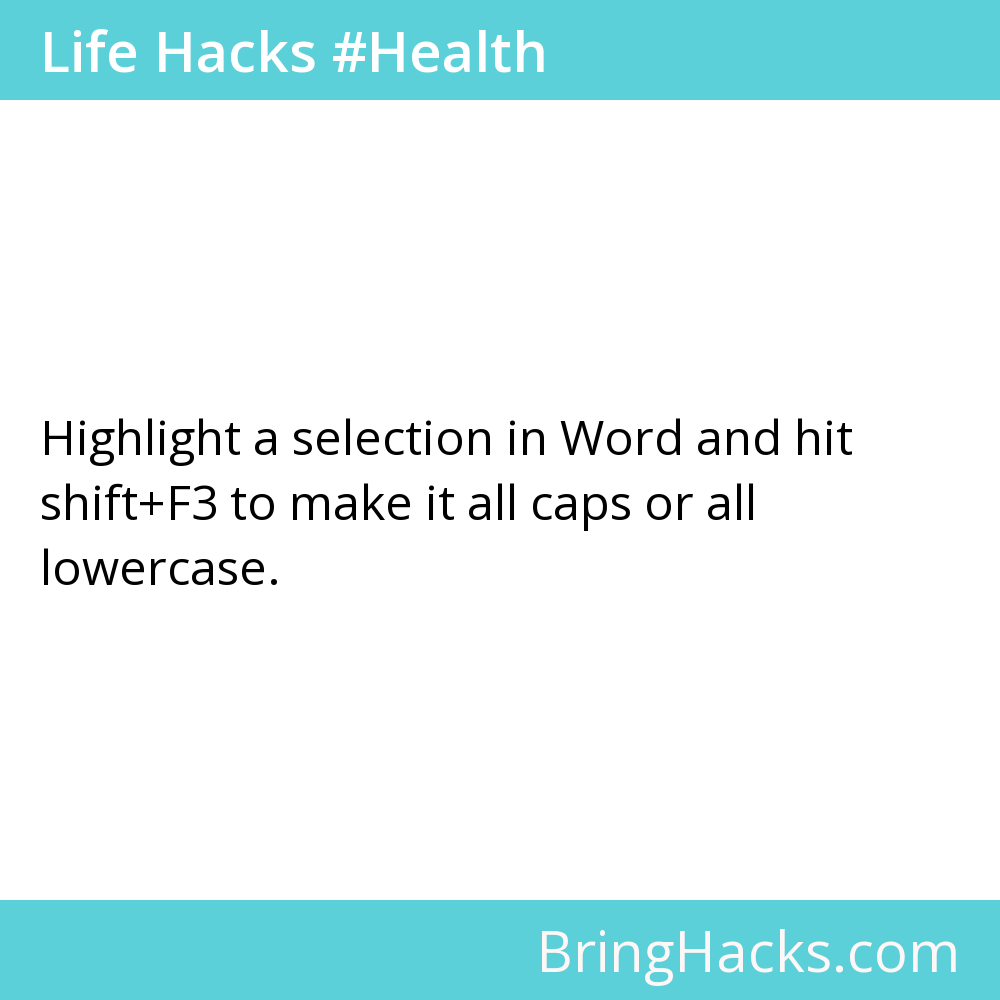 Life Hacks #Health
Highlight a selection in Word and hit
shift+F3 to make it all caps or all
lowercase.
BringHacks.com